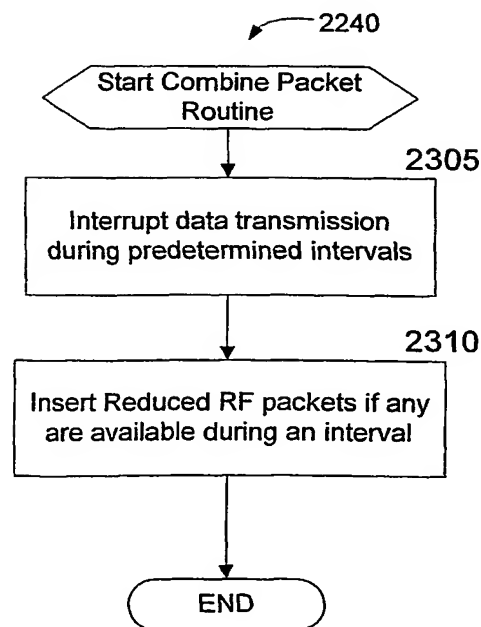 2240
Start Combine Packet
Routine
2305
Interrupt data transmission
during predetermined intervals
2310
Insert Reduced RF packets if any
are available during an interval
END